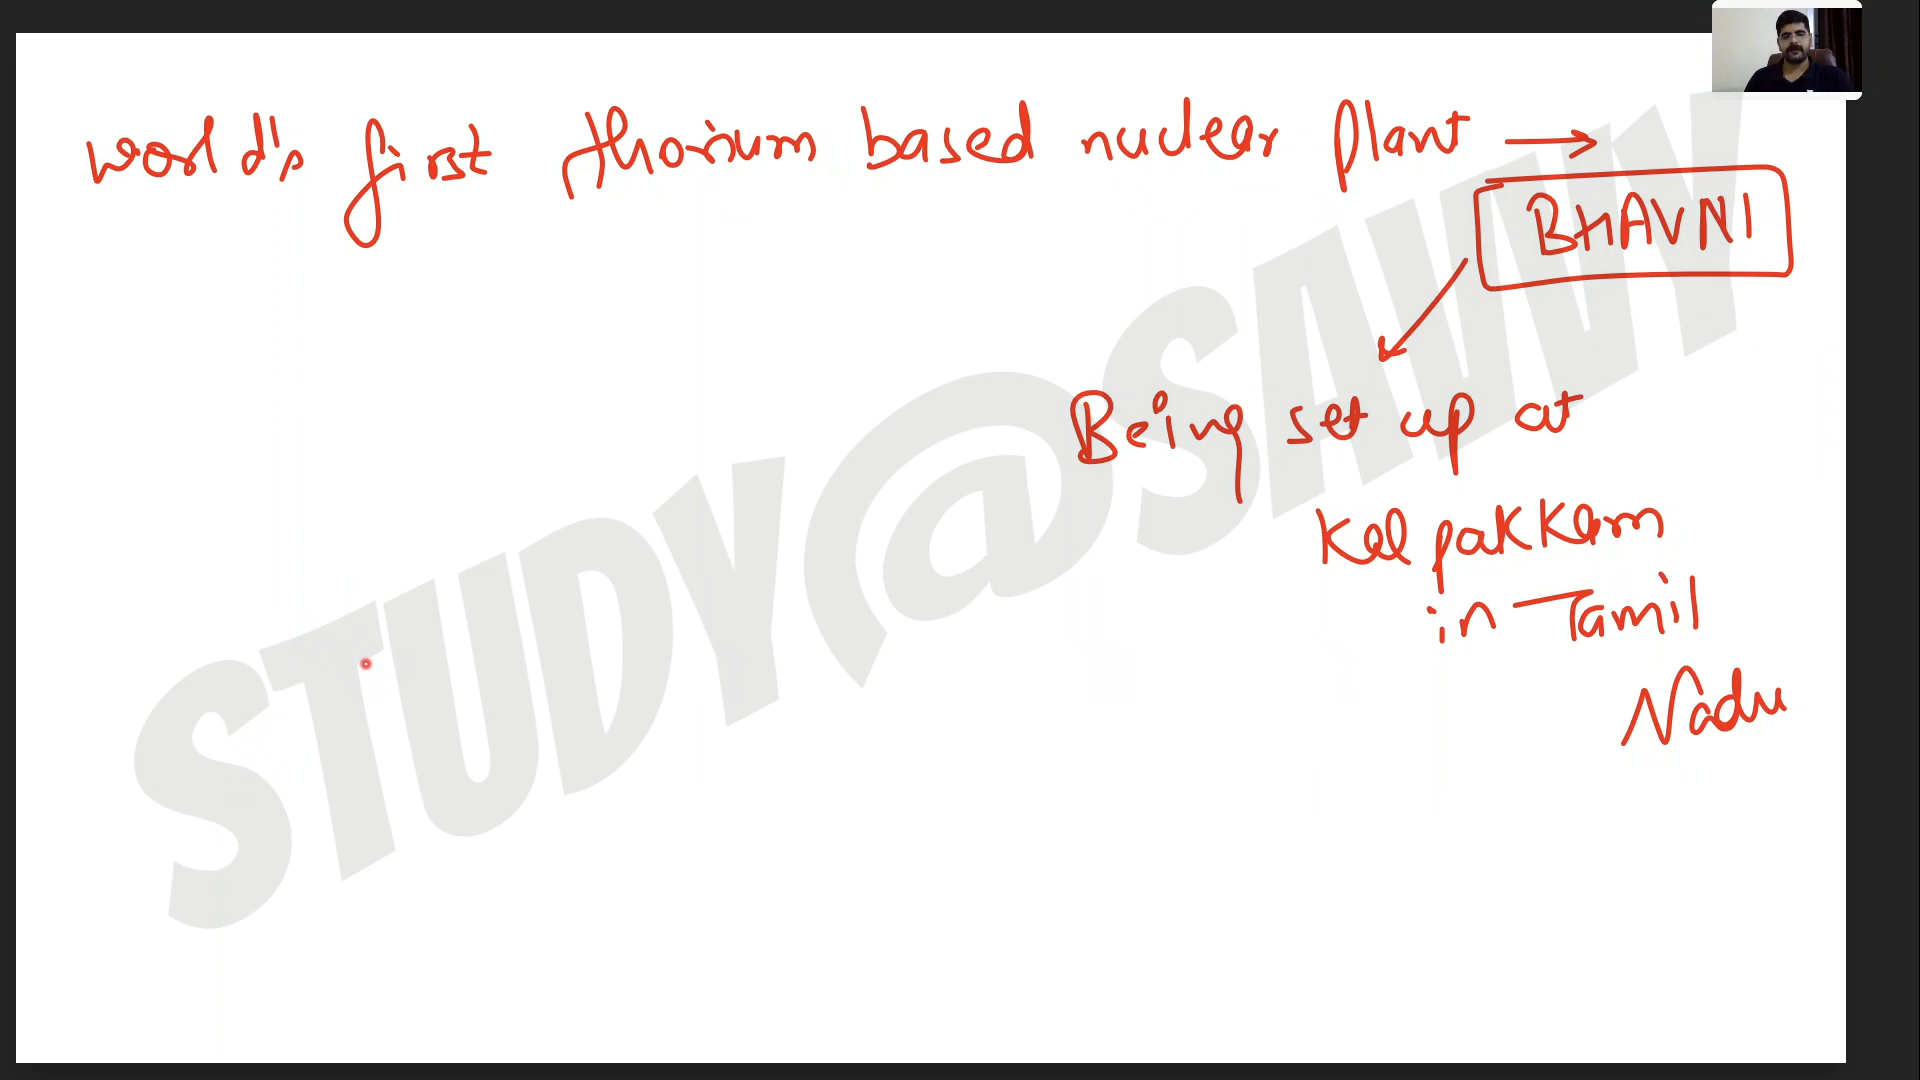 world's first thorium based nuclear plant →
BHAVNI
Being set up at
Kalpakkam
in Tamil
Nadu
STUDY@SAVVY